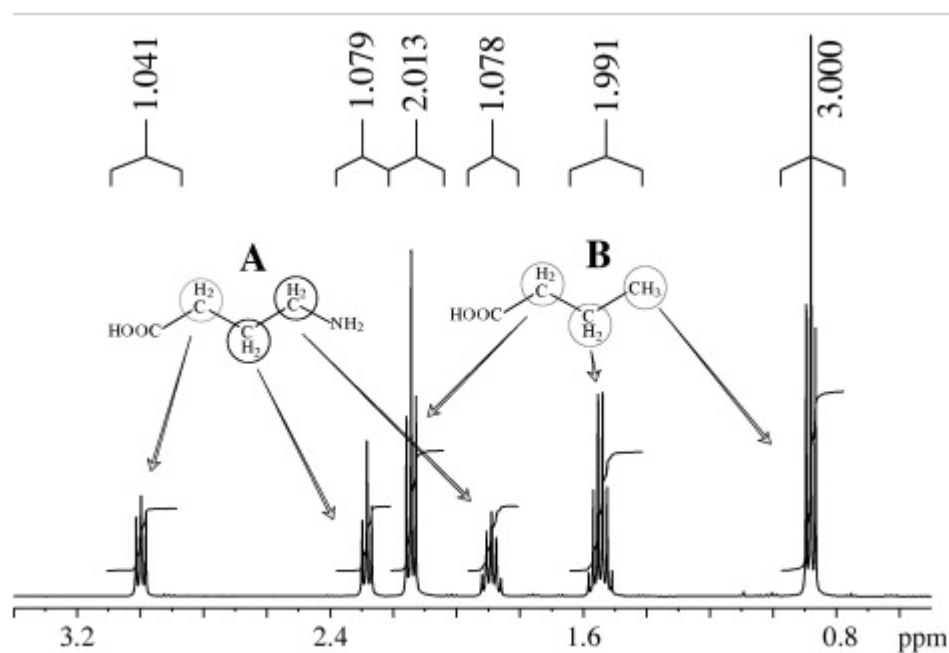 1.041 1.079 2.013 1.078 1.991 3.000
A B
H2 C H2 C H2 C CH3
HOOC C H2 NH2 HOOC C H2
3.2 2.4 1.6 0.8 ppm